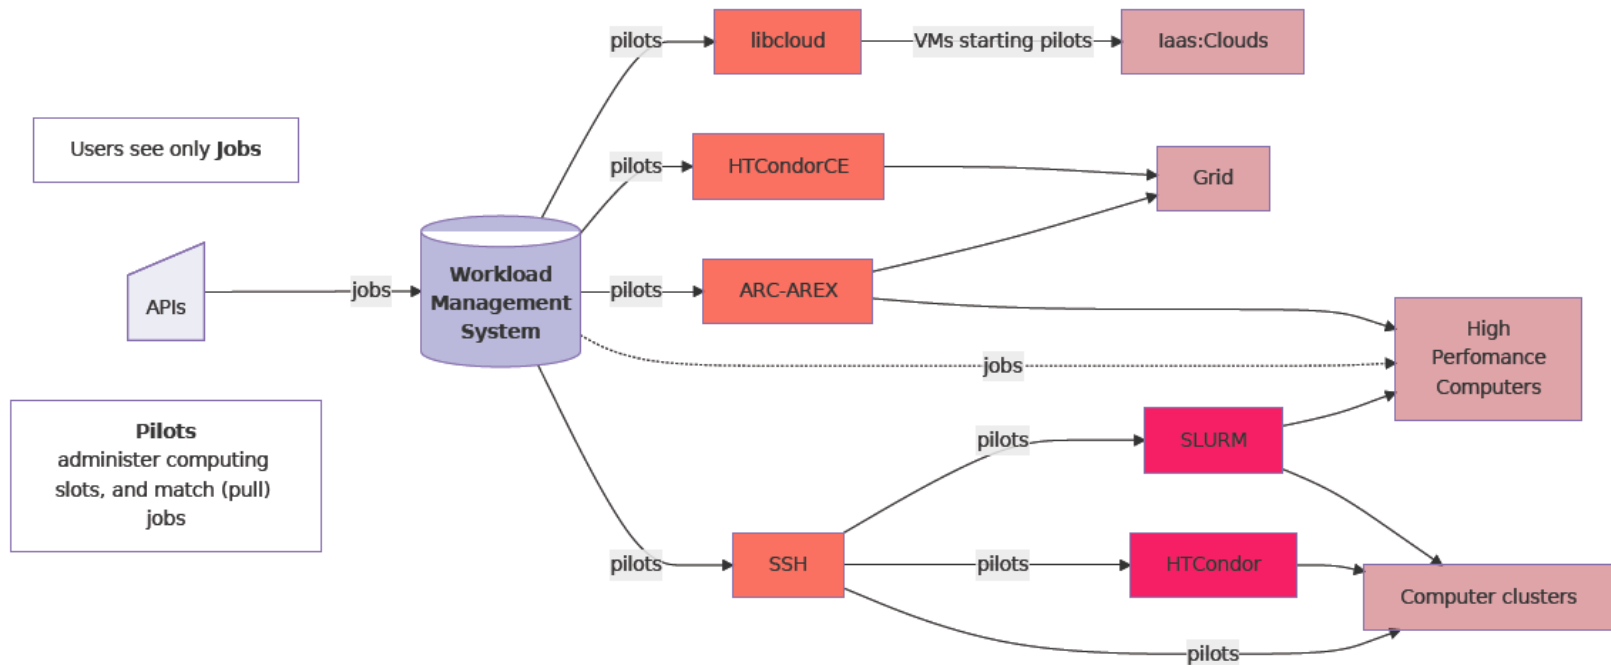 pilots
libcloud
VMs starting pilots
Iaas:Clouds
Users see only Jobs
pilots
HTCondorCE
Grid
APIs
jobs
Workload
Management
System
pilots
ARC-AREX
jobs
High
Perfomance
Computers
Pilots
administer computing
slots, and match (pull)
jobs
pilots
SLURM
pilots
SSH
pilots
HTCondor
Computer clusters
pilots